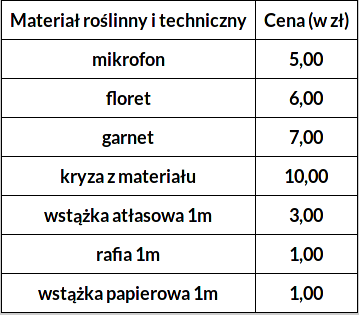 Materiał roślinny i techniczny Cena (w zł)
mikrofon 5,00
floret 6,00
garnet 7,00
kryza z materiału 10,00
wstążka atłasowa 1m 3,00
rafia 1m 1,00
wstążka papierowa 1m 1,00